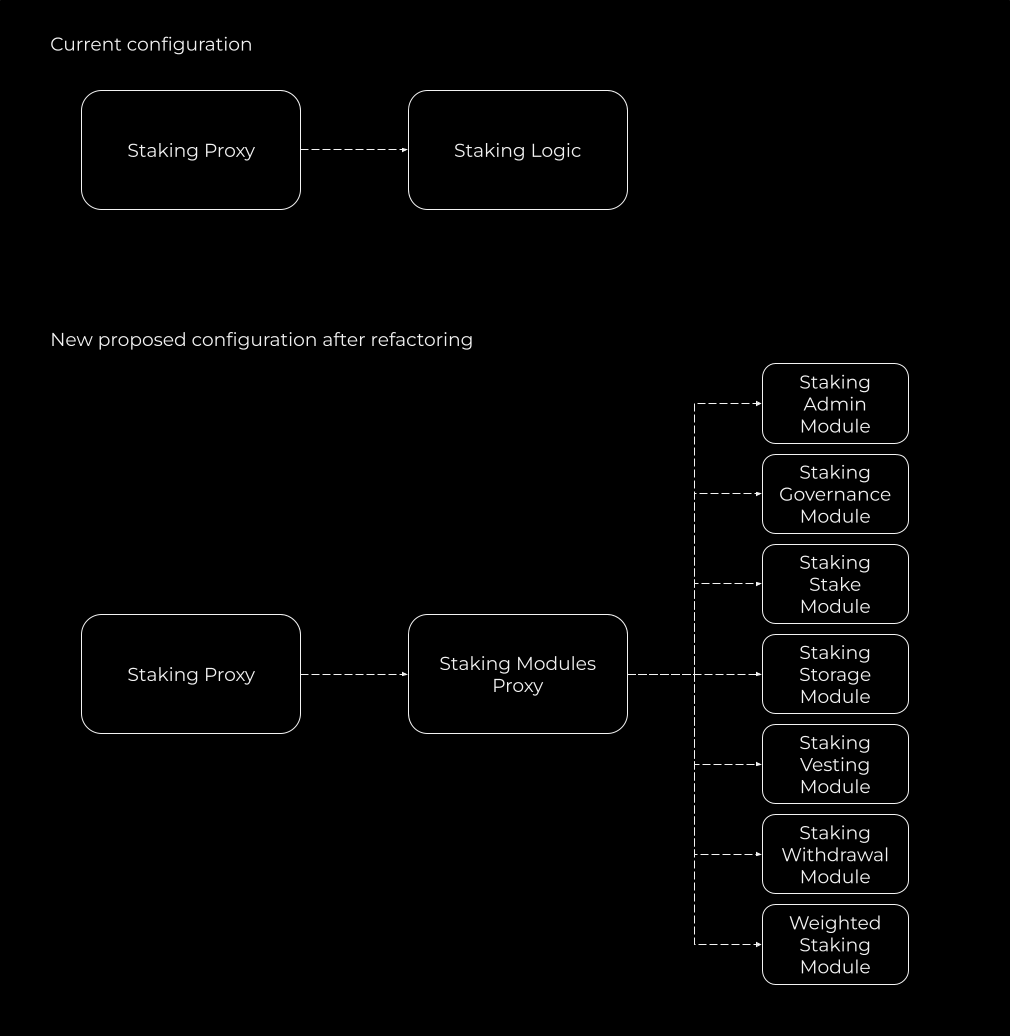 Current configuration
Staking Proxy
Staking Logic
New proposed configuration after refactoring
Staking Proxy
Staking Modules
Proxy
Staking
Admin
Module
Staking
Governance
Module
Staking
Stake
Module
Staking
Storage
Module
Staking
Vesting
Module
Staking
Withdrawal
Module
Weighted
Staking
Module